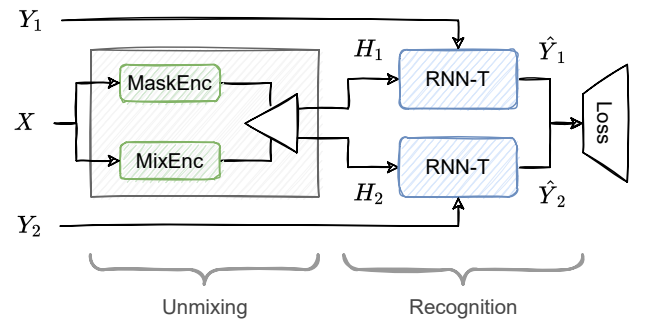 Y₁
MaskEnc
H₁
RNN-T
Ŷ₁
X
Loss
MixEnc
RNN-T
H₂
Ŷ₂
Y₂
Unmixing
Recognition